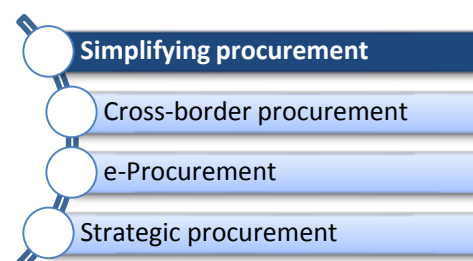 Simplifying procurement
Cross-border procurement
e-Procurement
Strategic procurement